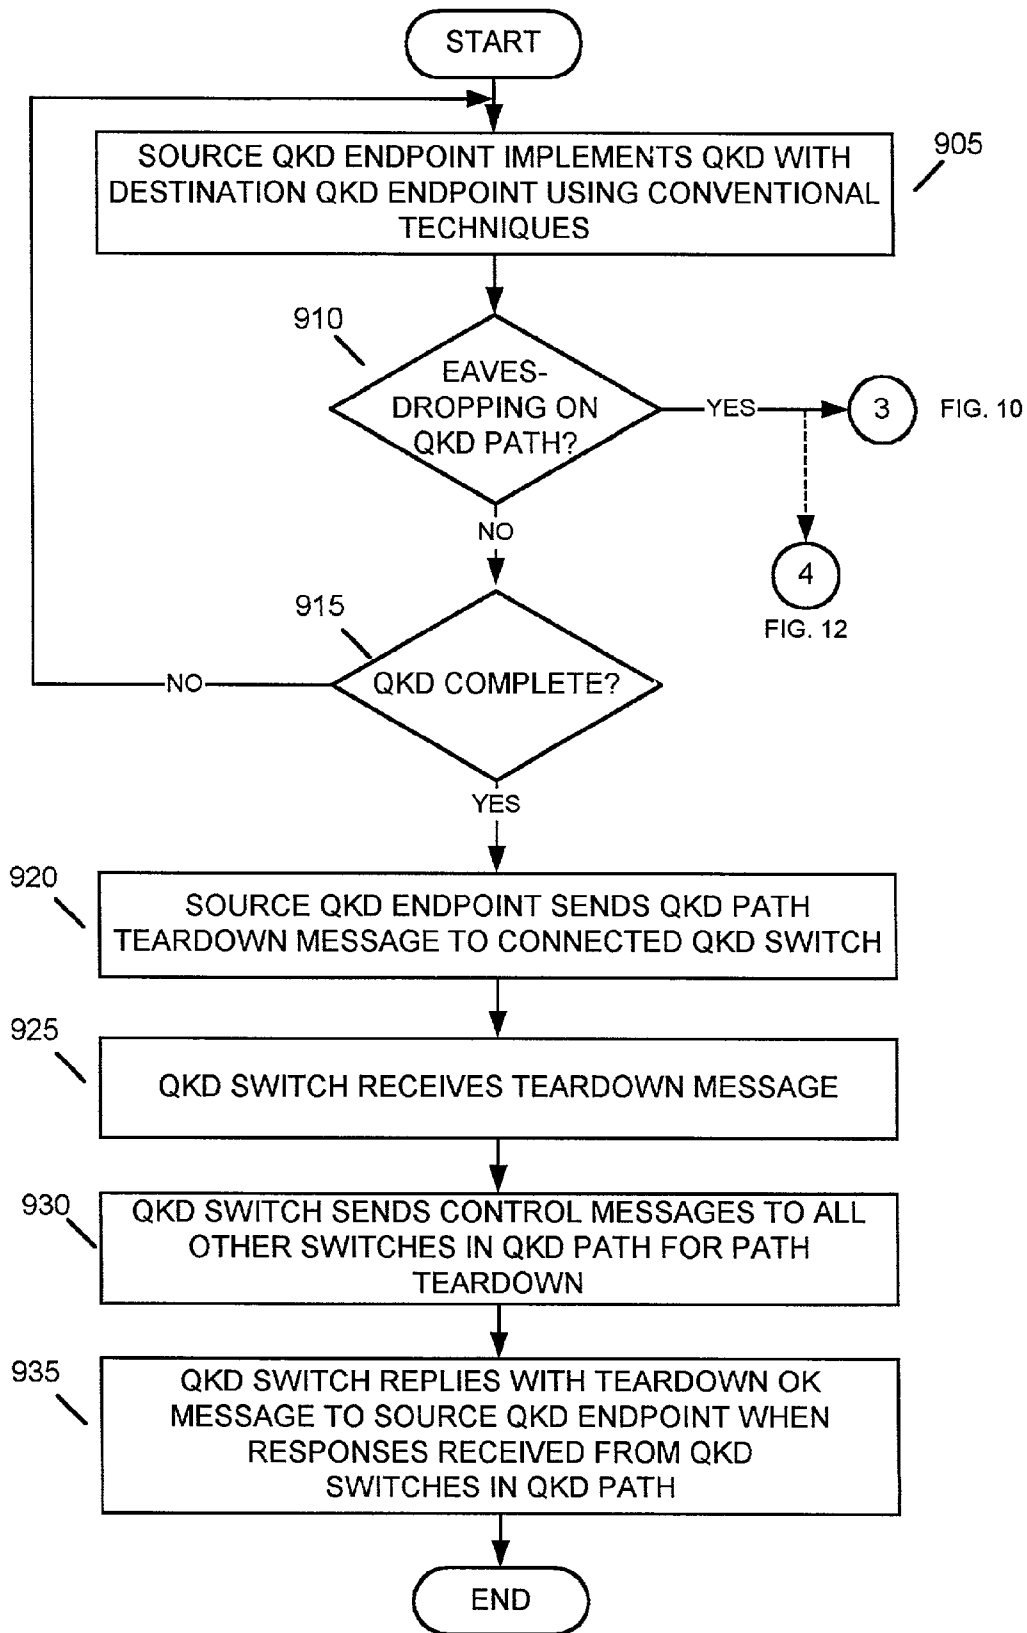 START
SOURCE QKD ENDPOINT IMPLEMENTS QKD WITH
DESTINATION QKD ENDPOINT USING CONVENTIONAL
TECHNIQUES
905
910
EAVES-
DROPPING ON
QKD PATH?
YES
3
FIG. 10
NO
4
FIG. 12
915
QKD COMPLETE?
NO
YES
920
SOURCE QKD ENDPOINT SENDS QKD PATH
TEARDOWN MESSAGE TO CONNECTED QKD SWITCH
925
QKD SWITCH RECEIVES TEARDOWN MESSAGE
930
QKD SWITCH SENDS CONTROL MESSAGES TO ALL
OTHER SWITCHES IN QKD PATH FOR PATH
TEARDOWN
935
QKD SWITCH REPLIES WITH TEARDOWN OK
MESSAGE TO SOURCE QKD ENDPOINT WHEN
RESPONSES RECEIVED FROM QKD
SWITCHES IN QKD PATH
END